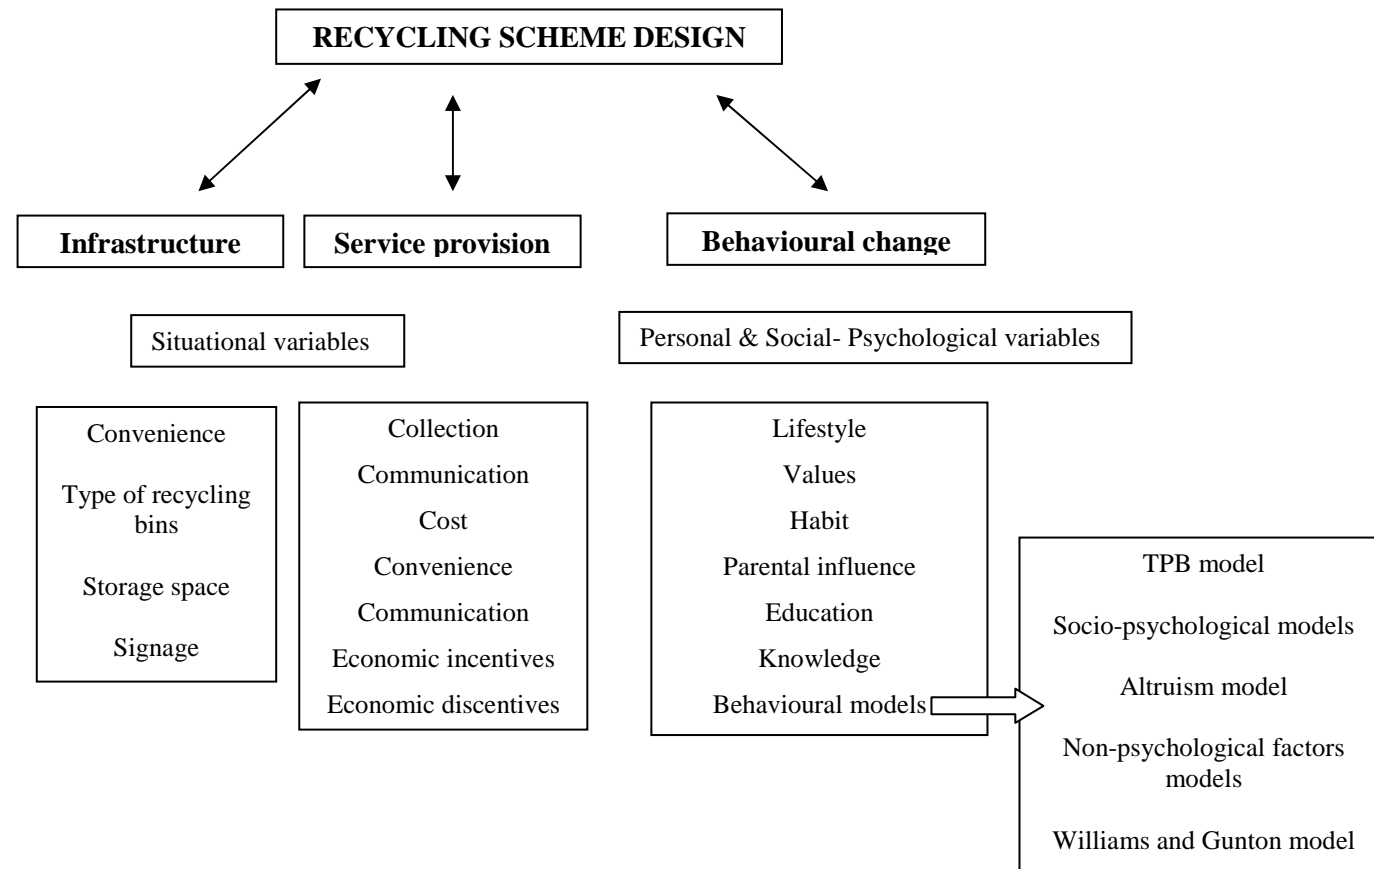 RECYCLING SCHEME DESIGN
Infrastructure
Service provision
Behavioural change
Situational variables
Personal & Social- Psychological variables
Convenience
Type of recycling
bins
Storage space
Signage
Collection
Communication
Cost
Convenience
Communication
Economic incentives
Economic discentives
Lifestyle
Values
Habit
Parental influence
Education
Knowledge
Behavioural models
TPB model
Socio-psychological models
Altruism model
Non-psychological factors
models
Williams and Gunton model